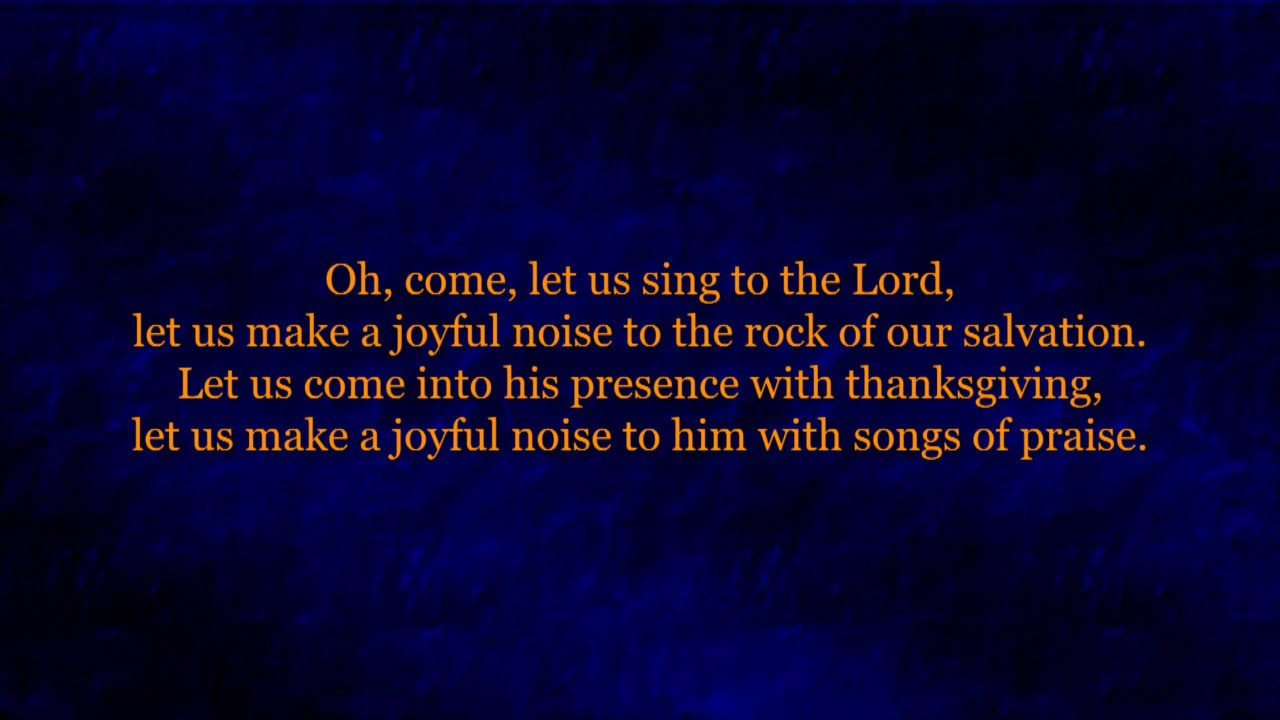 Oh, come, let us sing to the Lord,
let us make a joyful noise to the rock of our salvation.
Let us come into his presence with thanksgiving,
let us make a joyful noise to him with songs of praise.